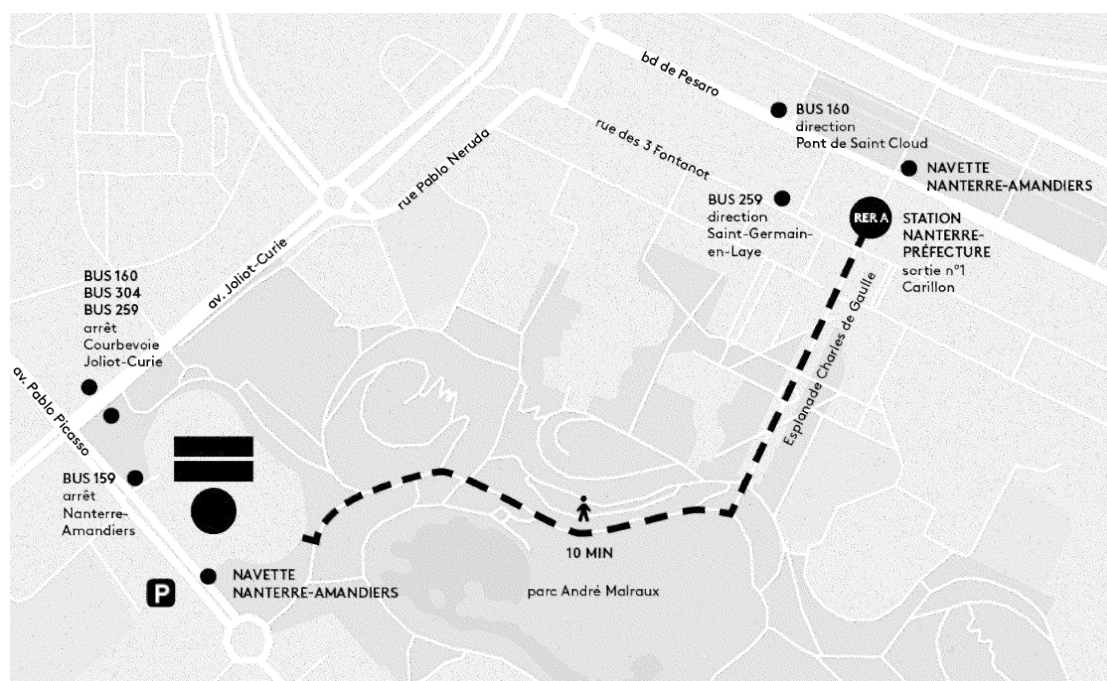 bd de Pesaro
BUS 160
direction
Pont de Saint Cloud
rue des 3 Fontanot
NAVETTE
NANTERRE-AMANDIERS
rue Pablo Neruda
BUS 259
direction
Saint-Germain-
en-Laye
RER A
STATION
NANTERRE-
PRÉFECTURE
sortie n°1
Carillon
av. Joliot-Curie
BUS 160
BUS 304
BUS 259
arrêt
Courbevoie
Joliot-Curie
Esplanade Charles de Gaulle
av. Pablo Picasso
BUS 159
arrêt
Nanterre-
Amandiers
10 MIN
NAVETTE
NANTERRE-AMANDIERS
P
parc André Malraux